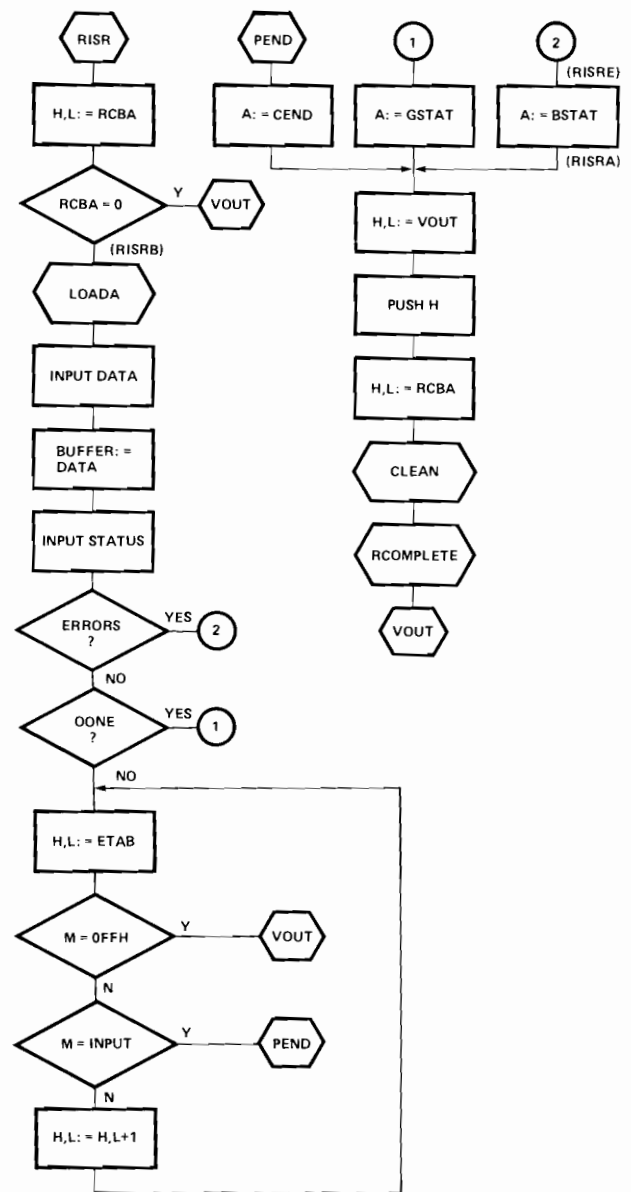 RISR
H,L: = RCBA
RCBA = 0
Y
VOUT
(RISRB)
LOADA
INPUT DATA
BUFFER: =
DATA
INPUT STATUS
ERRORS
?
YES
2
NO
OONE
?
YES
1
NO
H,L: = ETAB
M = 0FFH
Y
VOUT
N
M = INPUT
Y
PEND
N
H,L: = H,L+1
PEND
A: = CEND
1
A: = GSTAT
2
(RISRE)
A: = BSTAT
(RISRA)
H,L: = VOUT
PUSH H
H,L: = RCBA
CLEAN
RCOMPLETE
VOUT